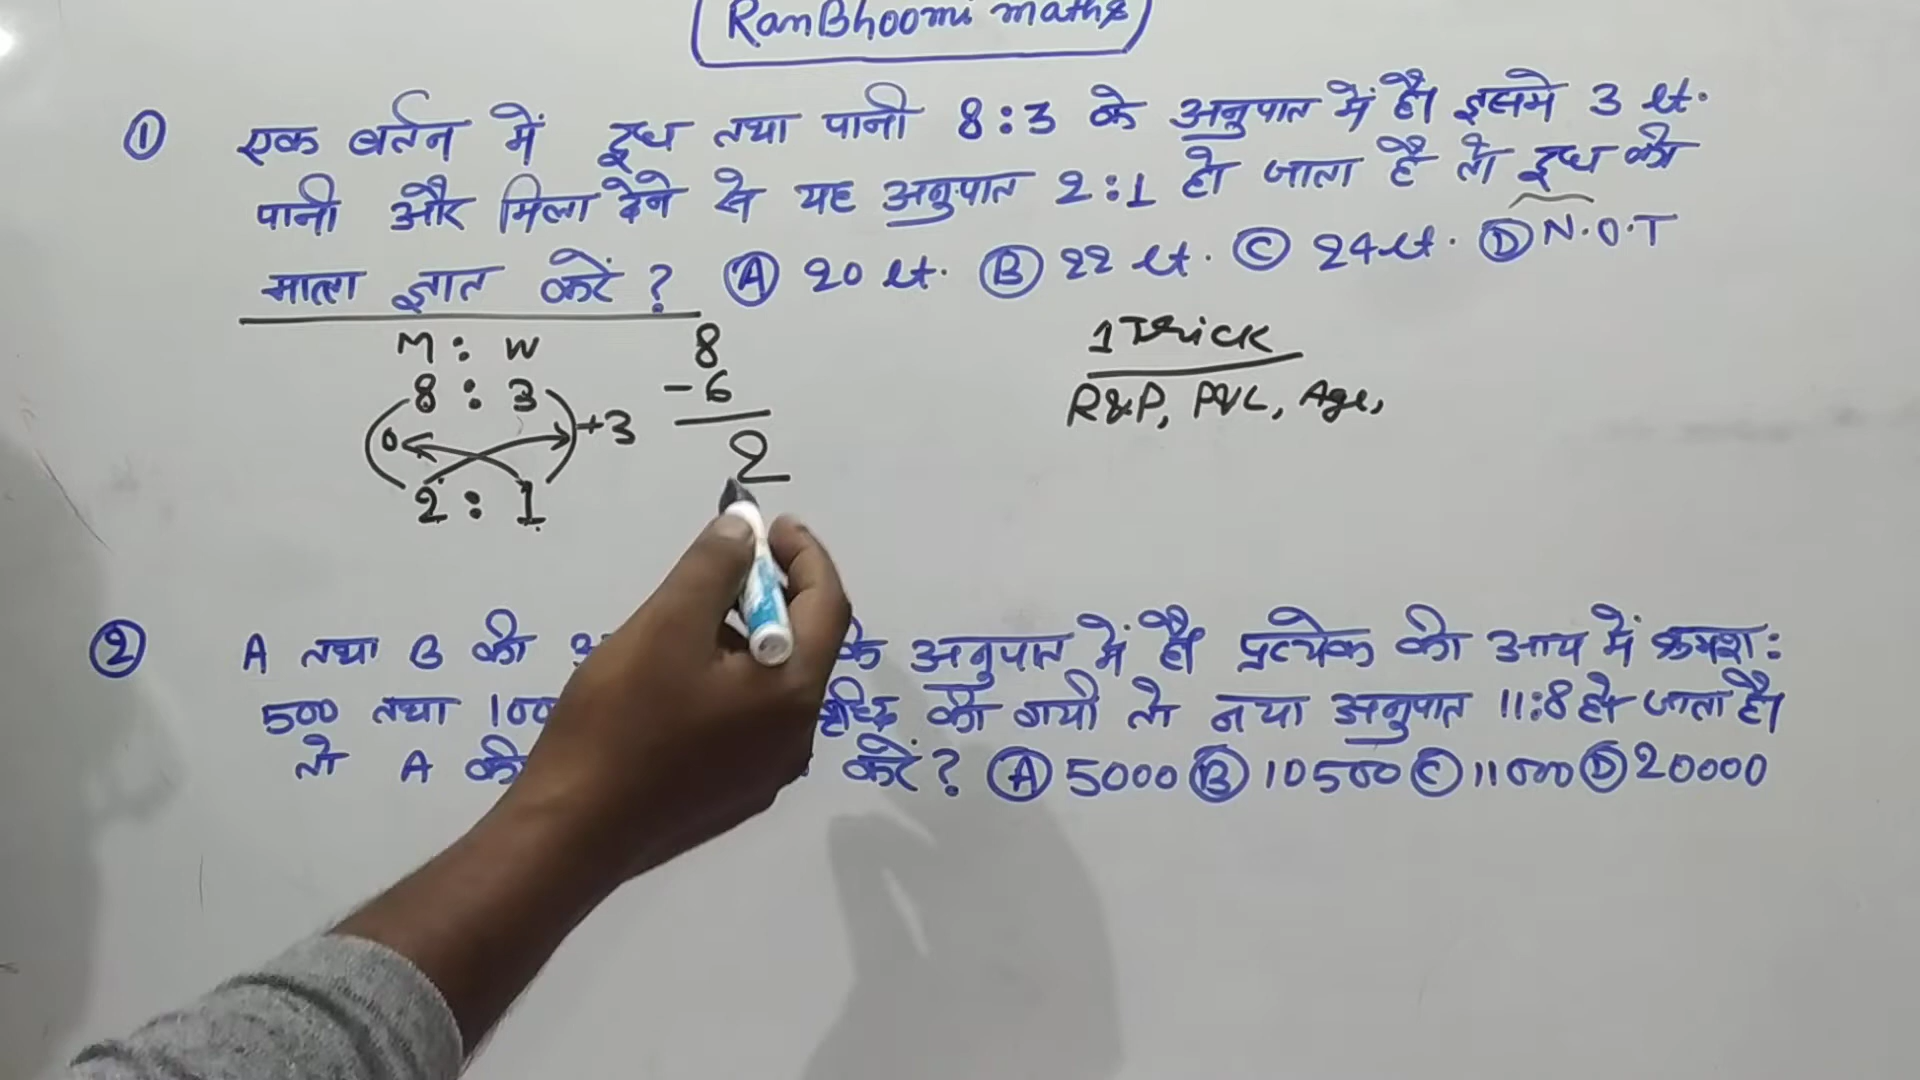 RanBhoomi maths
① एक बर्तन में दूध तथा पानी 8:3 के अनुपात में है। इसमे 3 lt.
पानी और मिला देने से यह अनुपात 2:1 हो जाता है तो दूध की
मात्रा ज्ञात करें ? Ⓐ 20 lt. Ⓑ 22 lt. Ⓒ 24 lt. Ⓓ N.O.T
M : W
8 : 3
0 +3
2 : 1
8
-6
2
1 Trick
R&P, P&L, Age,
② A तथा B की के अनुपात में है। प्रत्येक की आय में क्रमश:
500 तथा 100 वृद्धि की गयी तो नया अनुपात 11:8 हो जाता है।
तो A की करें ? Ⓐ 5000 Ⓑ 10500 Ⓒ 11000 Ⓓ 20000